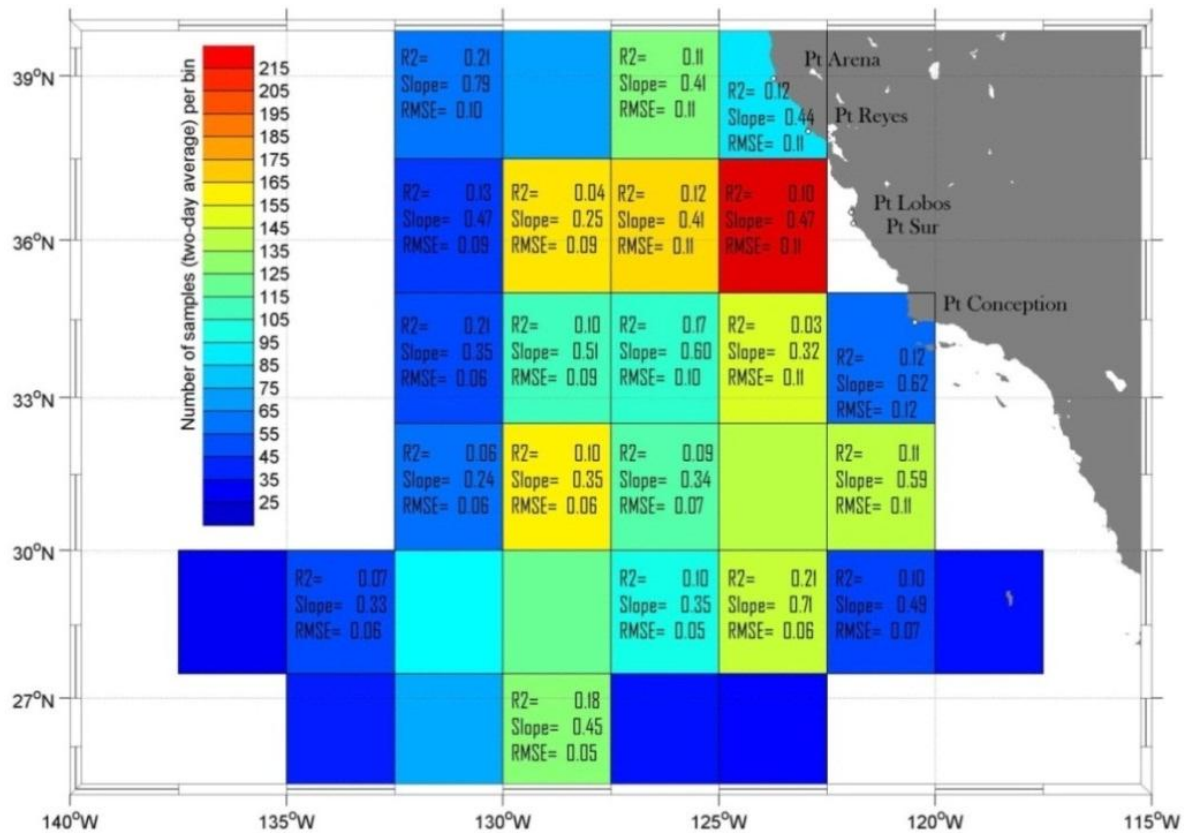 Number of samples (two-day average) per bin
215
205
195
185
175
165
155
145
135
125
115
105
95
85
75
65
55
45
35
25
39°N
36°N
33°N
30°N
27°N
R2= 0.21
Slope= 0.79
RMSE= 0.10
R2= 0.11
Slope= 0.41
RMSE= 0.11
R2= 0.12
Slope= 0.44
RMSE= 0.11
Pt Arena
Pt Reyes
R2= 0.13
Slope= 0.47
RMSE= 0.09
R2= 0.04
Slope= 0.25
RMSE= 0.09
R2= 0.12
Slope= 0.41
RMSE= 0.11
R2= 0.10
Slope= 0.47
RMSE= 0.11
Pt Lobos
Pt Sur
R2= 0.21
Slope= 0.35
RMSE= 0.06
R2= 0.10
Slope= 0.51
RMSE= 0.09
R2= 0.17
Slope= 0.60
RMSE= 0.10
R2= 0.03
Slope= 0.32
RMSE= 0.11
R2= 0.12
Slope= 0.62
RMSE= 0.12
Pt Conception
R2= 0.06
Slope= 0.24
RMSE= 0.06
R2= 0.10
Slope= 0.35
RMSE= 0.06
R2= 0.09
Slope= 0.34
RMSE= 0.07
R2= 0.11
Slope= 0.59
RMSE= 0.11
R2= 0.07
Slope= 0.33
RMSE= 0.06
R2= 0.10
Slope= 0.35
RMSE= 0.05
R2= 0.21
Slope= 0.71
RMSE= 0.06
R2= 0.10
Slope= 0.49
RMSE= 0.07
R2= 0.18
Slope= 0.45
RMSE= 0.05
140°W
135°W
130°W
125°W
120°W
115°W